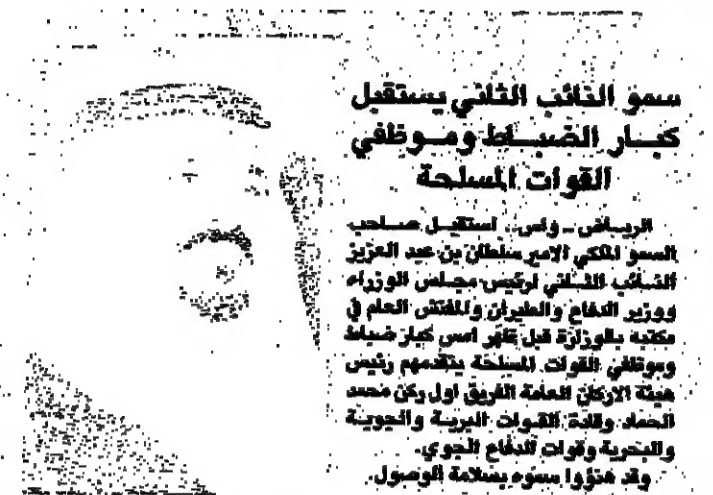 سمو النائب الثاني يستقبل
كبار الضباط وموظفي
القوات المسلحة
الرياض - واس.. استقبل صاحب
السمو الملكي الامير سلطان بن عبد العزيز
النائب الثاني لرئيس مجلس الوزراء
ووزير الدفاع والطيران والمفتش العام في
مكتبه بالوزارة قبل ظهر امس كبار ضباط
وموظفي القوات المسلحة يتقدمهم رئيس
هيئة الاركان العامة الفريق اول ركن محمد
الحماد وقادة القوات البرية والجوية
والبحرية وقوات الدفاع الجوي.
وقد هنؤوا سموه بسلامة الوصول.